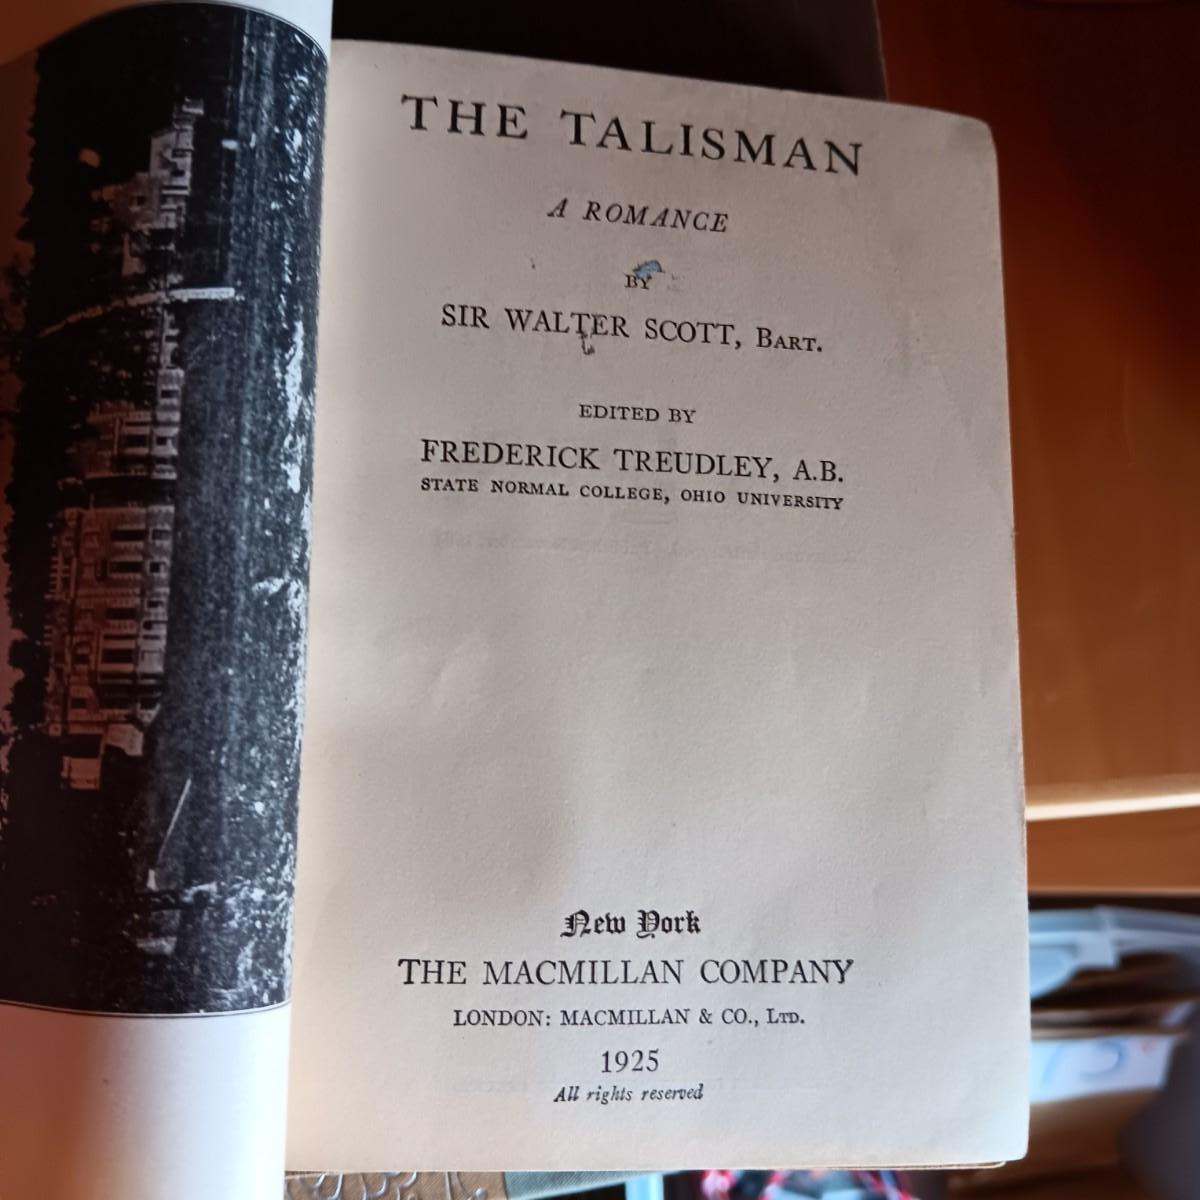 THE TALISMAN
A ROMANCE
BY
SIR WALTER SCOTT, BART.
EDITED BY
FREDERICK TREUDLEY, A.B.
STATE NORMAL COLLEGE, OHIO UNIVERSITY
New York
THE MACMILLAN COMPANY
LONDON: MACMILLAN & CO., LTD.
1925
All rights reserved